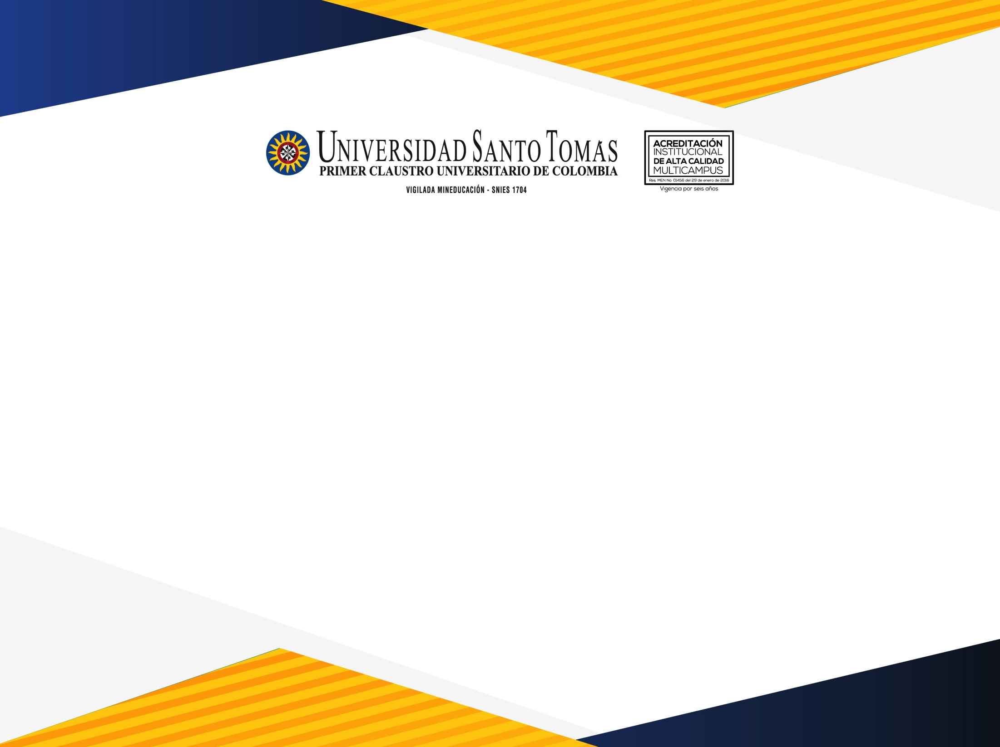 UNIVERSIDAD SANTO TOMÁS
PRIMER CLAUSTRO UNIVERSITARIO DE COLOMBIA
VIGILADA MINEDUCACIÓN - SNIES 1704
ACREDITACIÓN
INSTITUCIONAL
DE ALTA CALIDAD
MULTICAMPUS
Res. MEN No. 01456 del 29 de enero de 2016
Vigencia por seis años